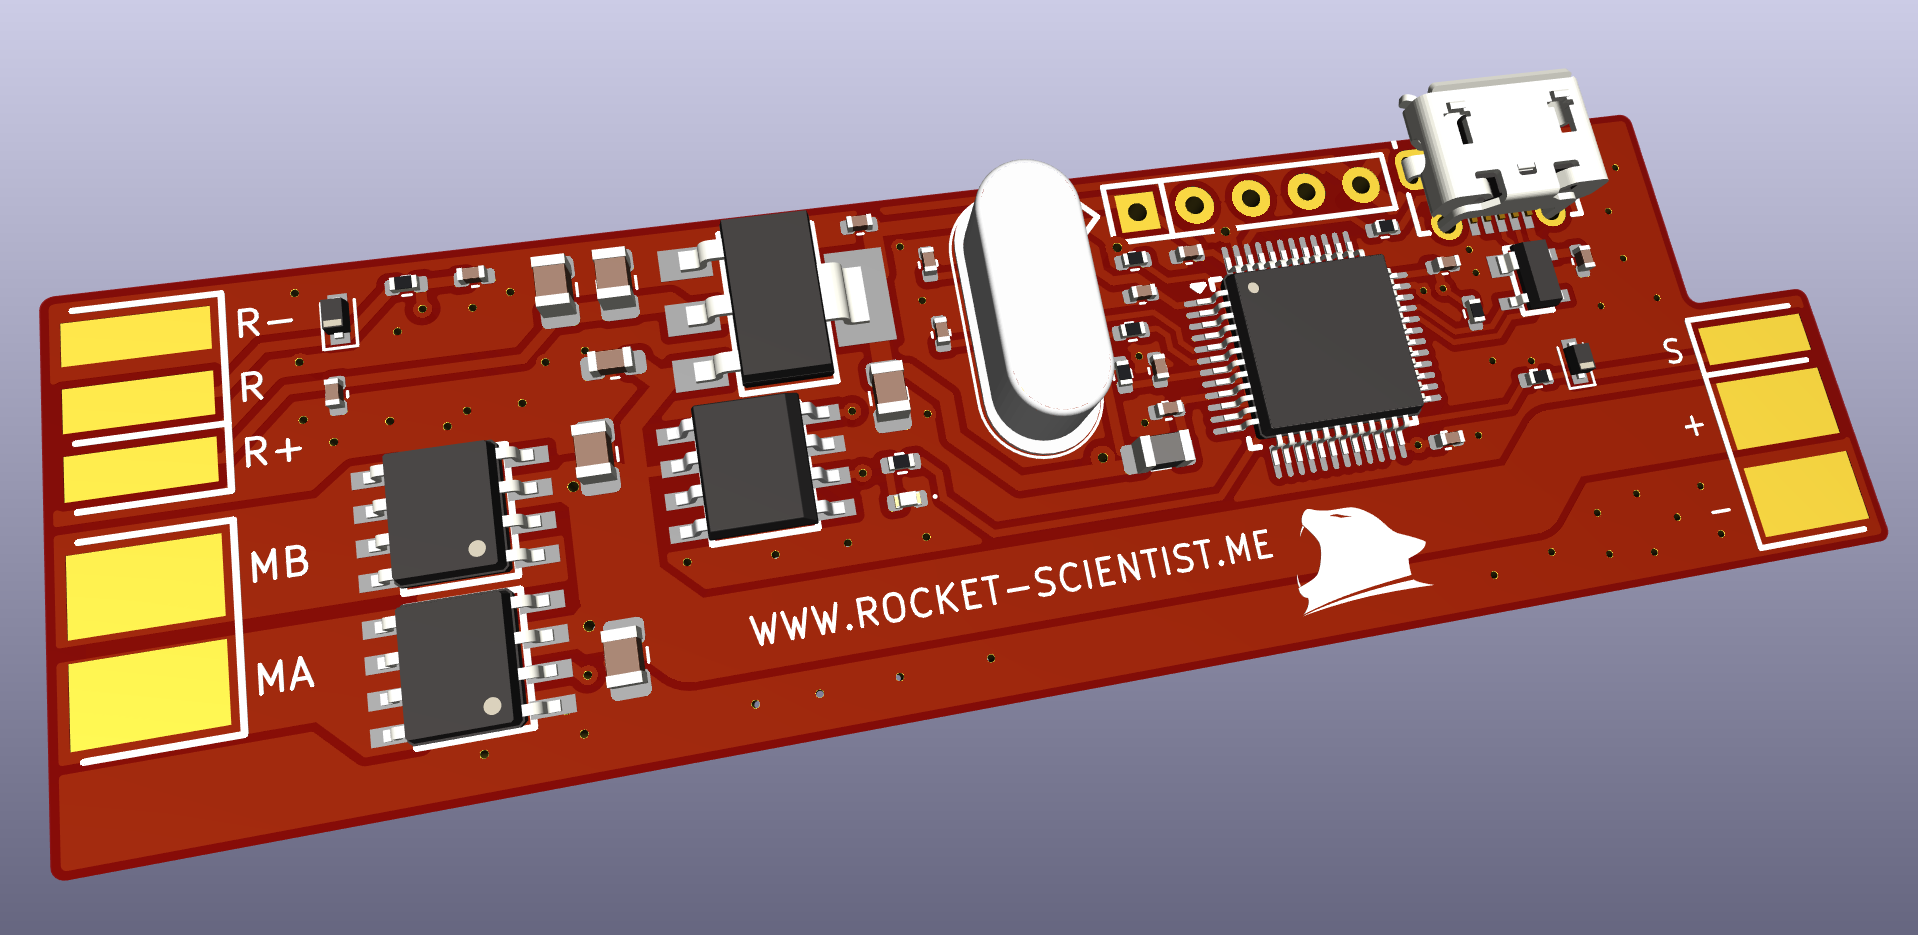 R-
R
R+
MB
MA
WWW.ROCKET-SCIENTIST.ME
S
+
-